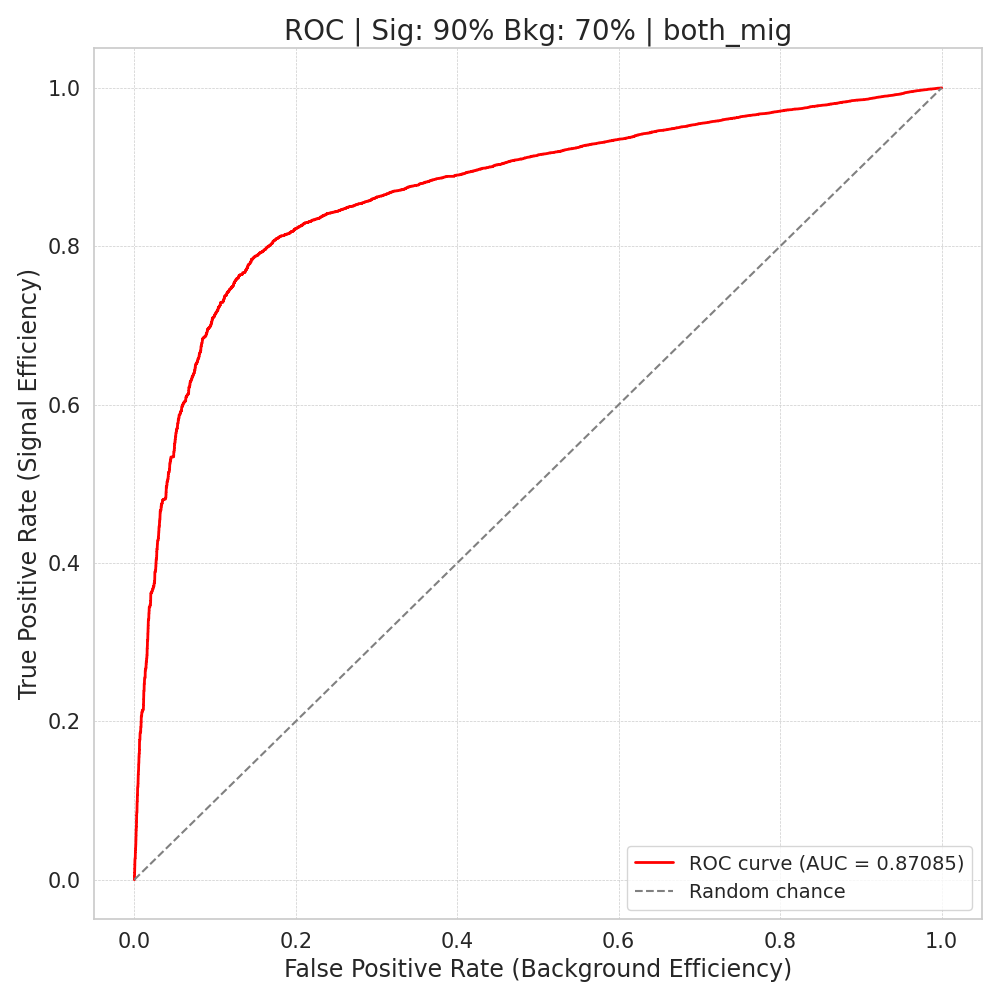 ROC | Sig: 90% Bkg: 70% | both_mig
True Positive Rate (Signal Efficiency)
1.0
0.8
0.6
0.4
0.2
0.0
ROC curve (AUC = 0.87085)
Random chance
0.0 0.2 0.4 0.6 0.8 1.0
False Positive Rate (Background Efficiency)